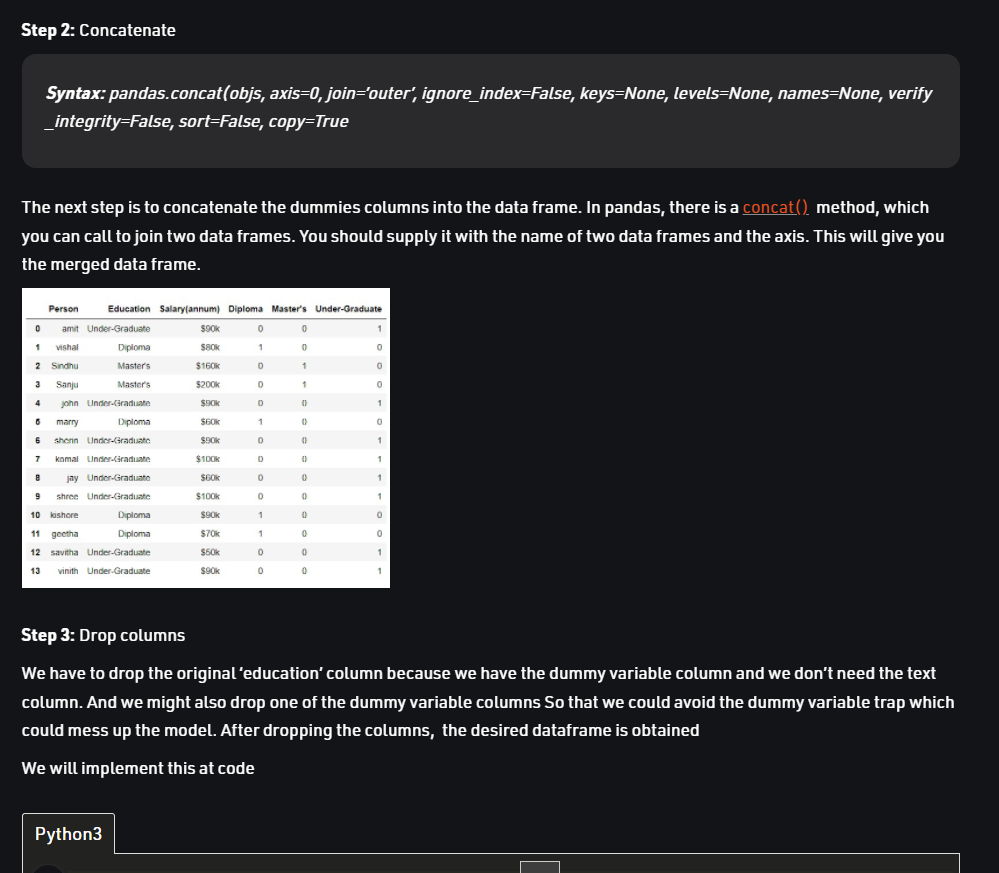 Step 2: Concatenate
Syntax: pandas.concat(objs, axis=0, join=’outer’, ignore_index=False, keys=None, levels=None, names=None, verify
_integrity=False, sort=False, copy=True
The next step is to concatenate the dummies columns into the data frame. In pandas, there is a concat() method, which
you can call to join two data frames. You should supply it with the name of two data frames and the axis. This will give you
the merged data frame.
Person Education Salary(annum) Diploma Master's Under-Graduate
0 amit Under-Graduate $90k 0 0 1
1 vishal Diploma $80k 1 0 0
2 Sindhu Master's $160k 0 1 0
3 Sanju Master's $200k 0 1 0
4 john Under-Graduate $90k 0 0 1
5 marry Diploma $60k 1 0 0
6 sherin Under-Graduate $90k 0 0 1
7 komal Under-Graduate $100k 0 0 1
8 jay Under-Graduate $60k 0 0 1
9 shree Under-Graduate $100k 0 0 1
10 kishore Diploma $90k 1 0 0
11 geetha Diploma $70k 1 0 0
12 savitha Under-Graduate $50k 0 0 1
13 vinith Under-Graduate $90k 0 0 1
Step 3: Drop columns
We have to drop the original ‘education’ column because we have the dummy variable column and we don’t need the text
column. And we might also drop one of the dummy variable columns So that we could avoid the dummy variable trap which
could mess up the model. After dropping the columns, the desired dataframe is obtained
We will implement this at code
Python3